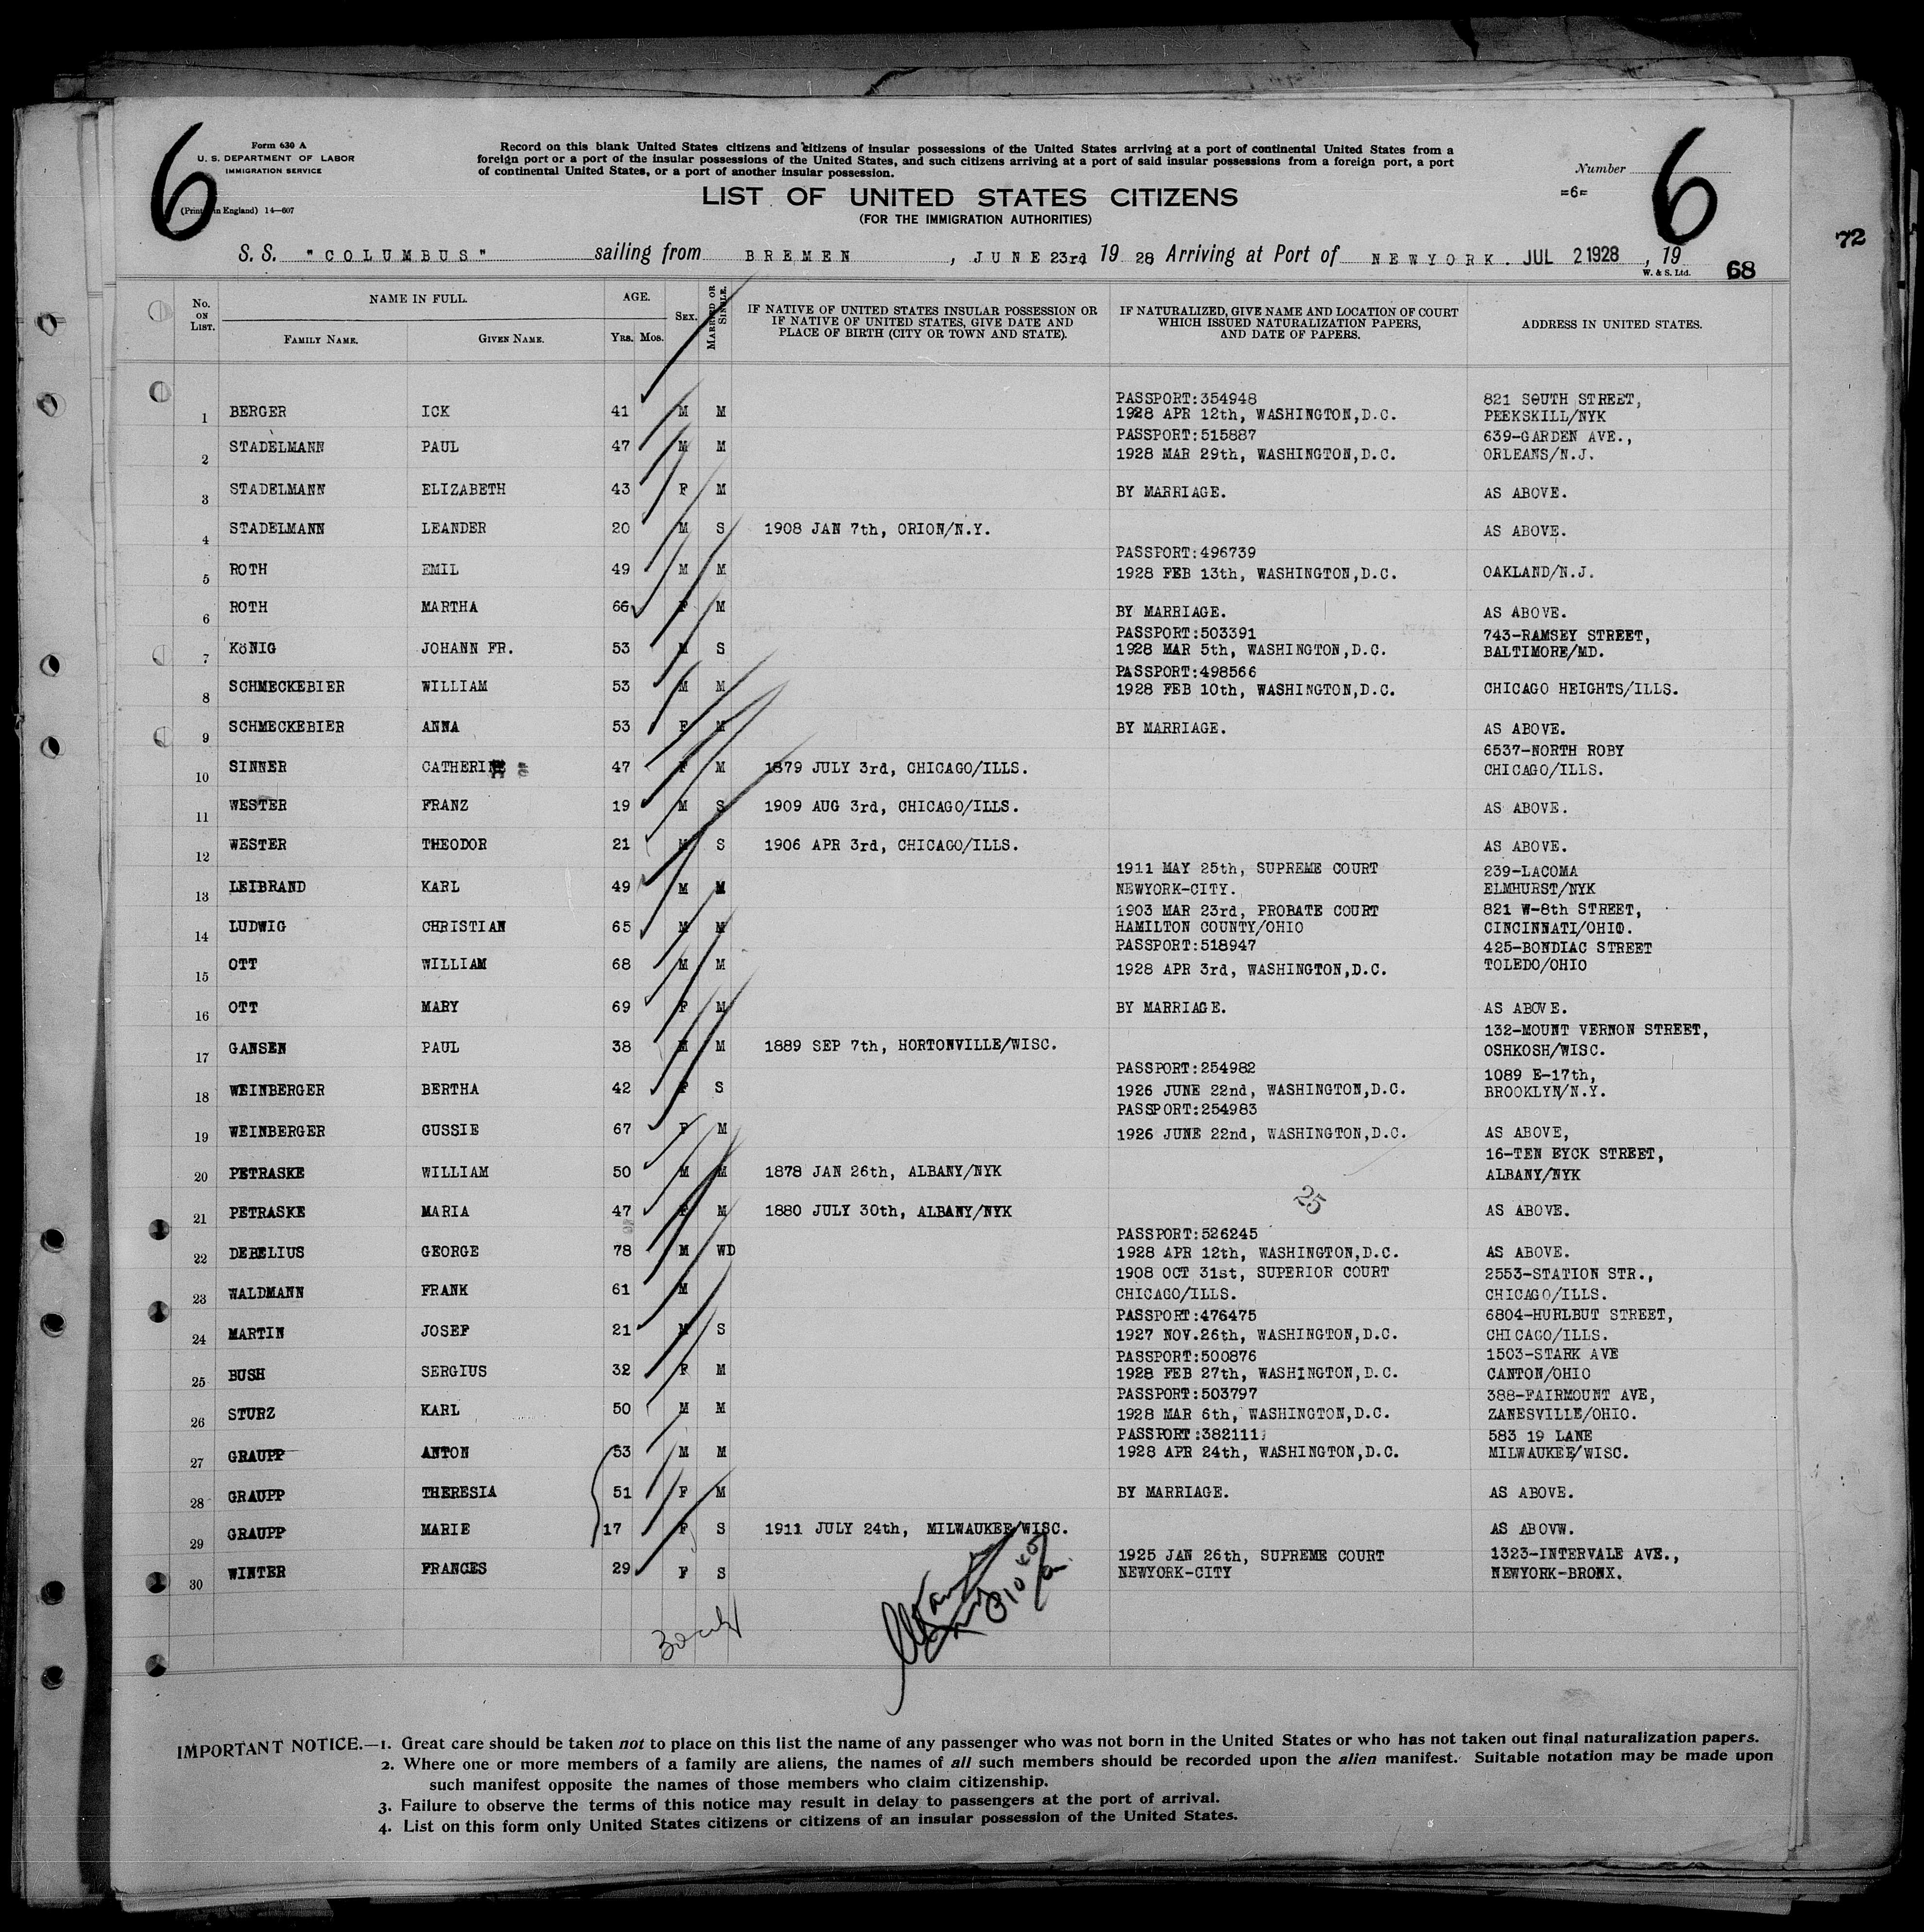 6
Form 630 A
U. S. DEPARTMENT OF LABOR
IMMIGRATION SERVICE
(Printed in England) 14—607
Record on this blank United States citizens and citizens of insular possessions of the United States arriving at a port of continental United States from a
foreign port or a port of the insular possessions of the United States, and such citizens arriving at a port of said insular possessions from a foreign port, a port
of continental United States, or a port of another insular possession.
LIST OF UNITED STATES CITIZENS
(FOR THE IMMIGRATION AUTHORITIES)
Number
=6=
6
72
S. S. "COLUMBUS" sailing from BREMEN, JUNE 23rd 19 28 Arriving at Port of NEWYORK. JUL 2 1928, 19
W. & S. Ltd.
68
No. ON LIST. NAME IN FULL. AGE. SEX. MARRIED OR SINGLE. IF NATIVE OF UNITED STATES INSULAR POSSESSION OR IF NATIVE OF UNITED STATES, GIVE DATE AND PLACE OF BIRTH (CITY OR TOWN AND STATE). IF NATURALIZED, GIVE NAME AND LOCATION OF COURT WHICH ISSUED NATURALIZATION PAPERS, AND DATE OF PAPERS. ADDRESS IN UNITED STATES.
FAMILY NAME. GIVEN NAME. Yrs. Mos.
PASSPORT:354948 821 SOUTH STREET,
1 BERGER ICK 41 M M 1928 APR 12th, WASHINGTON,D.C. PEEKSKILL/NYK
PASSPORT:515887 639-GARDEN AVE.,
2 STADELMANN PAUL 47 M M 1928 MAR 29th, WASHINGTON,D.C. ORLEANS/N.J.
3 STADELMANN ELIZABETH 43 F M BY MARRIAGE. AS ABOVE.
4 STADELMANN LEANDER 20 M S 1908 JAN 7th, ORION/N.Y. AS ABOVE.
PASSPORT:496739
5 ROTH EMIL 49 M M 1928 FEB 13th, WASHINGTON,D.C. OAKLAND/N.J.
6 ROTH MARTHA 66 F M BY MARRIAGE. AS ABOVE.
PASSPORT:503391 743-RAMSEY STREET,
7 KöNIG JOHANN FR. 53 M S 1928 MAR 5th, WASHINGTON,D.C. BALTIMORE/MD.
PASSPORT:498566
8 SCHMECKEBIER WILLIAM 53 M M 1928 FEB 10th, WASHINGTON,D.C. CHICAGO HEIGHTS/ILLS.
9 SCHMECKEBIER ANNA 53 F M BY MARRIAGE. AS ABOVE.
6537-NORTH ROBY
10 SINNER 47 F M 1879 JULY 3rd, CHICAGO/ILLS. CHICAGO/ILLS.
11 WESTER FRANZ 19 M S 1909 AUG 3rd, CHICAGO/ILLS. AS ABOVE.
12 WESTER THEODOR 21 M S 1906 APR 3rd, CHICAGO/ILLS. AS ABOVE.
1911 MAY 25th, SUPREME COURT 239-LACOMA
13 LEIBRAND KARL 49 M M NEWYORK-CITY. ELMHURST/NYK
1903 MAR 23rd, PROBATE COURT 821 W-8th STREET,
14 LUDWIG CHRISTIAN 65 M M HAMILTON COUNTY/OHIO CINCINNATI/OHIO.
PASSPORT:518947 425-BONDIAC STREET
15 OTT WILLIAM 68 M M 1928 APR 3rd, WASHINGTON,D.C. TOLEDO/OHIO
16 OTT MARY 69 F M BY MARRIAGE. AS ABOVE.
132-MOUNT VERNON STREET,
17 GANSEN PAUL 38 M M 1889 SEP 7th, HORTONVILLE/WISC. OSHKOSH/WISC.
PASSPORT:254982 1089 E-17th,
18 WEINBERGER BERTHA 42 F S 1926 JUNE 22nd, WASHINGTON,D.C. BROOKLYN/N.Y.
PASSPORT:254983
19 WEINBERGER GUSSIE 67 F M 1926 JUNE 22nd, WASHINGTON,D.C. AS ABOVE,
16-TEN EYCK STREET,
20 PETRASKE WILLIAM 50 M M 1878 JAN 26th, ALBANY/NYK ALBANY/NYK
25
21 PETRASKE MARIA 47 F M 1880 JULY 30th, ALBANY/NYK AS ABOVE.
PASSPORT:526245
22 DEBELIUS GEORGE 78 M WD 1928 APR 12th, WASHINGTON,D.C. AS ABOVE.
1908 OCT 31st, SUPERIOR COURT 2553-STATION STR.,
23 WALDMANN FRANK 61 M CHICAGO/ILLS. CHICAGO/ILLS.
PASSPORT:476475 6804-HURLBUT STREET,
24 MARTIN JOSEF 21 M S 1927 NOV.26th, WASHINGTON,D.C. CHICAGO/ILLS.
PASSPORT:500876 1503-STARK AVE
25 BUSH SERGIUS 32 F M 1928 FEB 27th, WASHINGTON,D.C. CANTON/OHIO
PASSPORT:503797 388-FAIRMOUNT AVE,
26 STURZ KARL 50 M M 1928 MAR 6th, WASHINGTON,D.C. ZANESVILLE/OHIO.
PASSPORT:382111; 583 19 LANE
27 GRAUPP ANTON 53 M M 1928 APR 24th, WASHINGTON,D.C. MILWAUKEE/WISC.
28 GRAUPP THERESIA 51 F M BY MARRIAGE. AS ABOVE.
29 GRAUPP MARIE 17 F S 1911 JULY 24th, MILWAUKEE/WISC. AS ABOVW.
1925 JAN 26th, SUPREME COURT 1323-INTERVALE AVE.,
30 WINTER FRANCES 29 F S NEWYORK-CITY NEWYORK-BRONX.
IMPORTANT NOTICE.—1. Great care should be taken not to place on this list the name of any passenger who was not born in the United States or who has not taken out final naturalization papers.
2. Where one or more members of a family are aliens, the names of all such members should be recorded upon the alien manifest. Suitable notation may be made upon
such manifest opposite the names of those members who claim citizenship.
3. Failure to observe the terms of this notice may result in delay to passengers at the port of arrival.
4. List on this form only United States citizens or citizens of an insular possession of the United States.